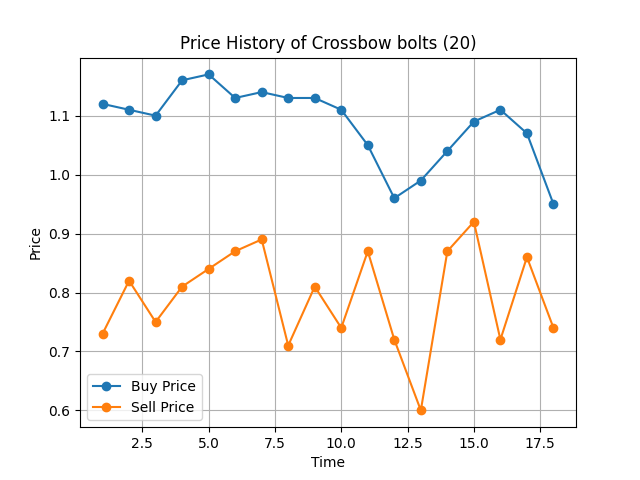 Price History of Crossbow bolts (20)
Price
1.1
1.0
0.9
0.8
0.7
0.6
Buy Price
Sell Price
2.5 5.0 7.5 10.0 12.5 15.0 17.5
Time